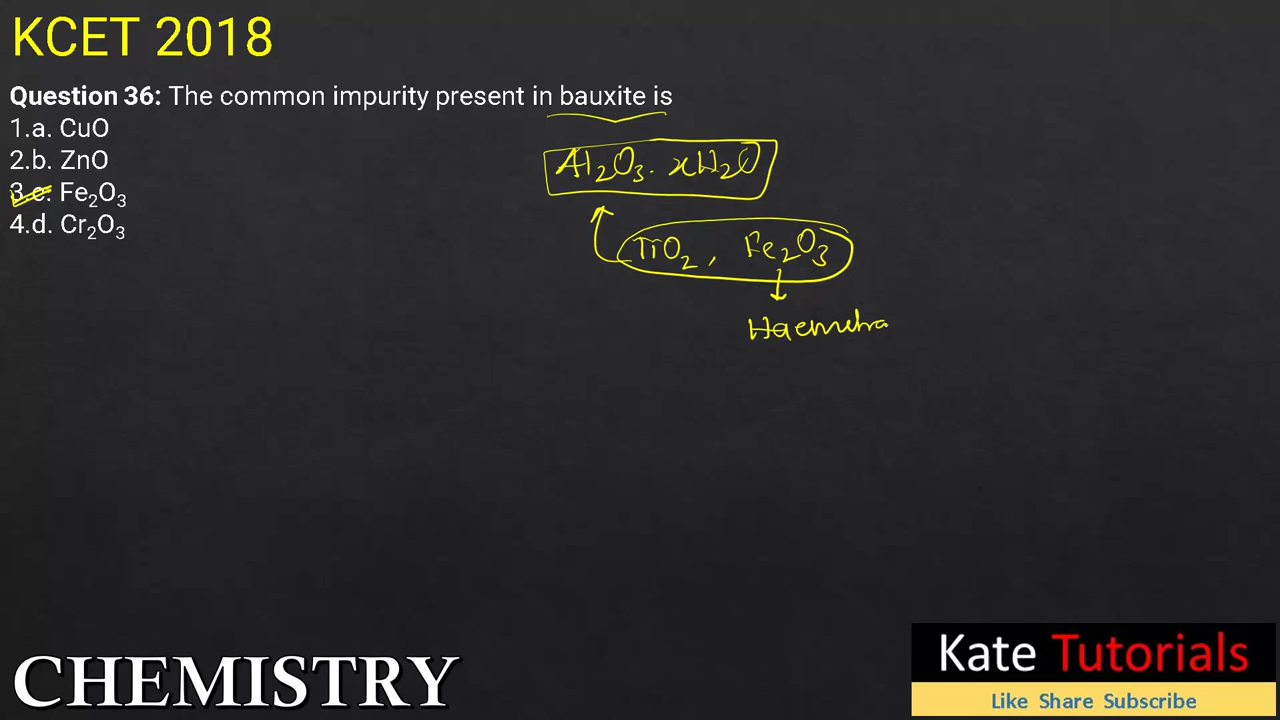 KCET 2018
Question 36: The common impurity present in bauxite is
1.a. CuO
2.b. ZnO
3.c. Fe₂O₃
4.d. Cr₂O₃
Al₂O₃. xH₂O
TiO₂, Fe₂O₃
CHEMISTRY
Kate Tutorials
Like Share Subscribe